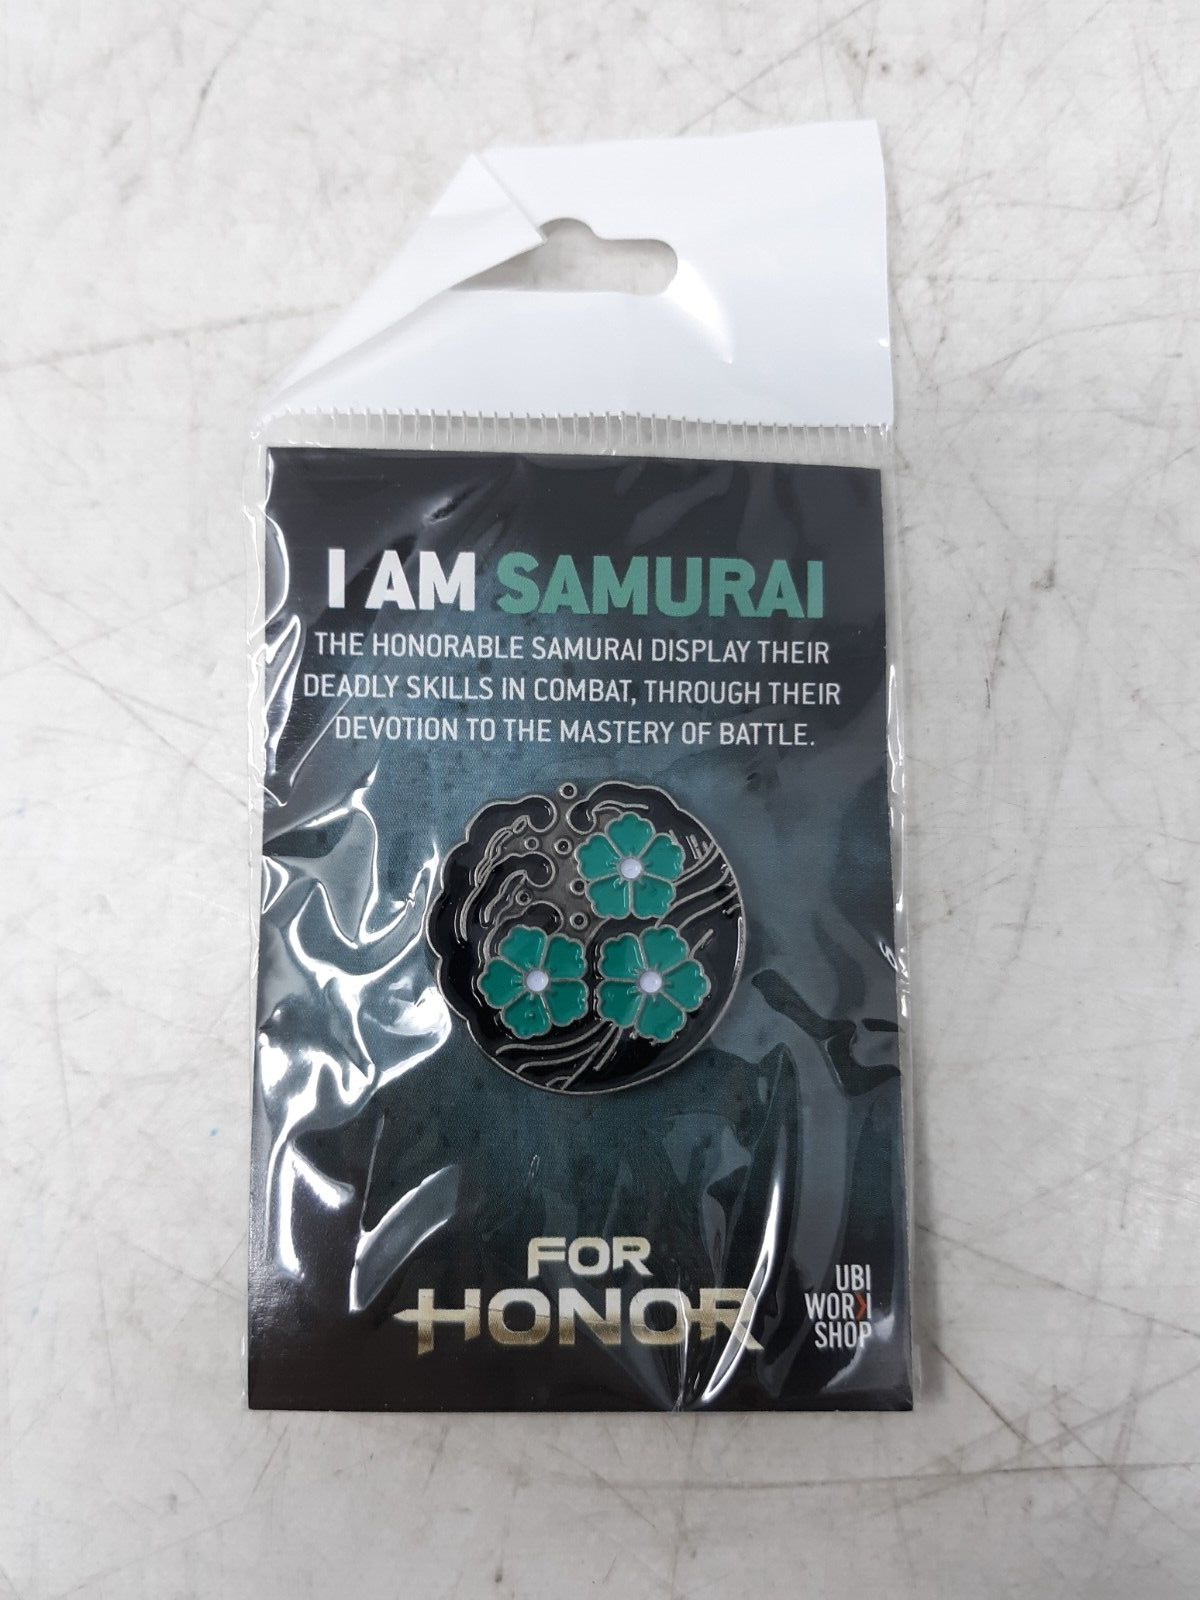 I AM SAMURAI
THE HONORABLE SAMURAI DISPLAY THEIR
DEADLY SKILLS IN COMBAT, THROUGH THEIR
DEVOTION TO THE MASTERY OF BATTLE.
FOR
HONOR
UBI
WORK
SHOP